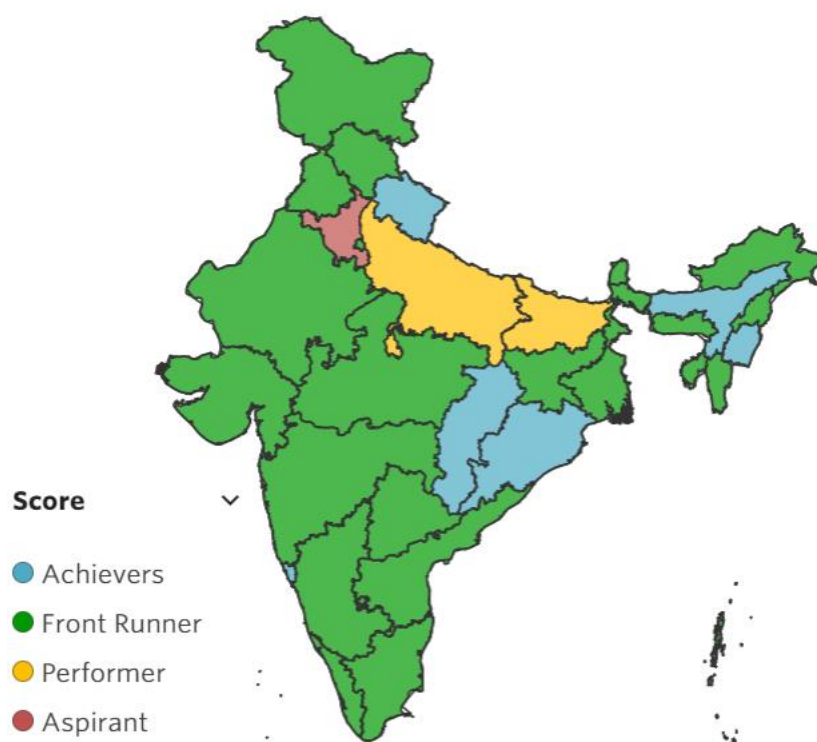 Score
Achievers
Front Runner
Performer
Aspirant